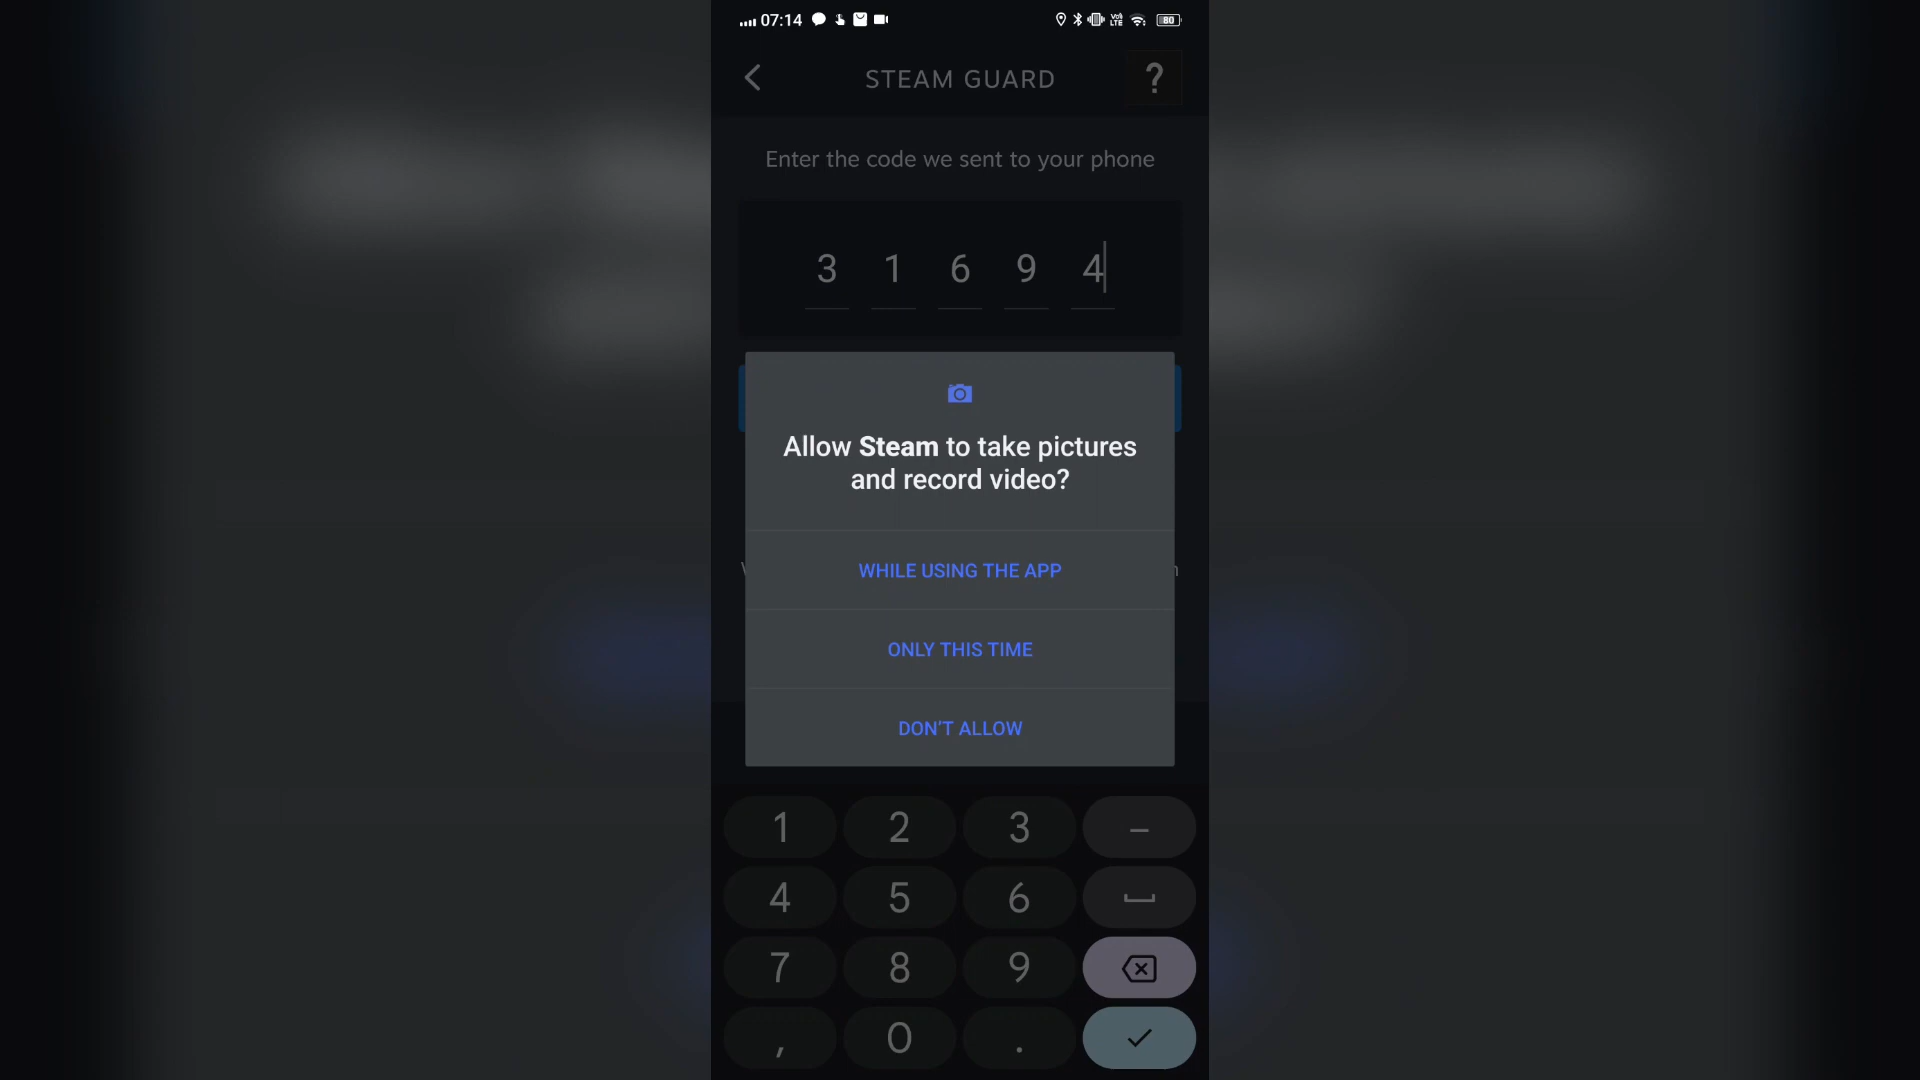 07:14
VoLTE
80
STEAM GUARD
?
Enter the code we sent to your phone
3 1 6 9 4
Allow Steam to take pictures
and record video?
WHILE USING THE APP
ONLY THIS TIME
DON'T ALLOW
1 2 3 –
4 5 6
7 8 9
, 0 .